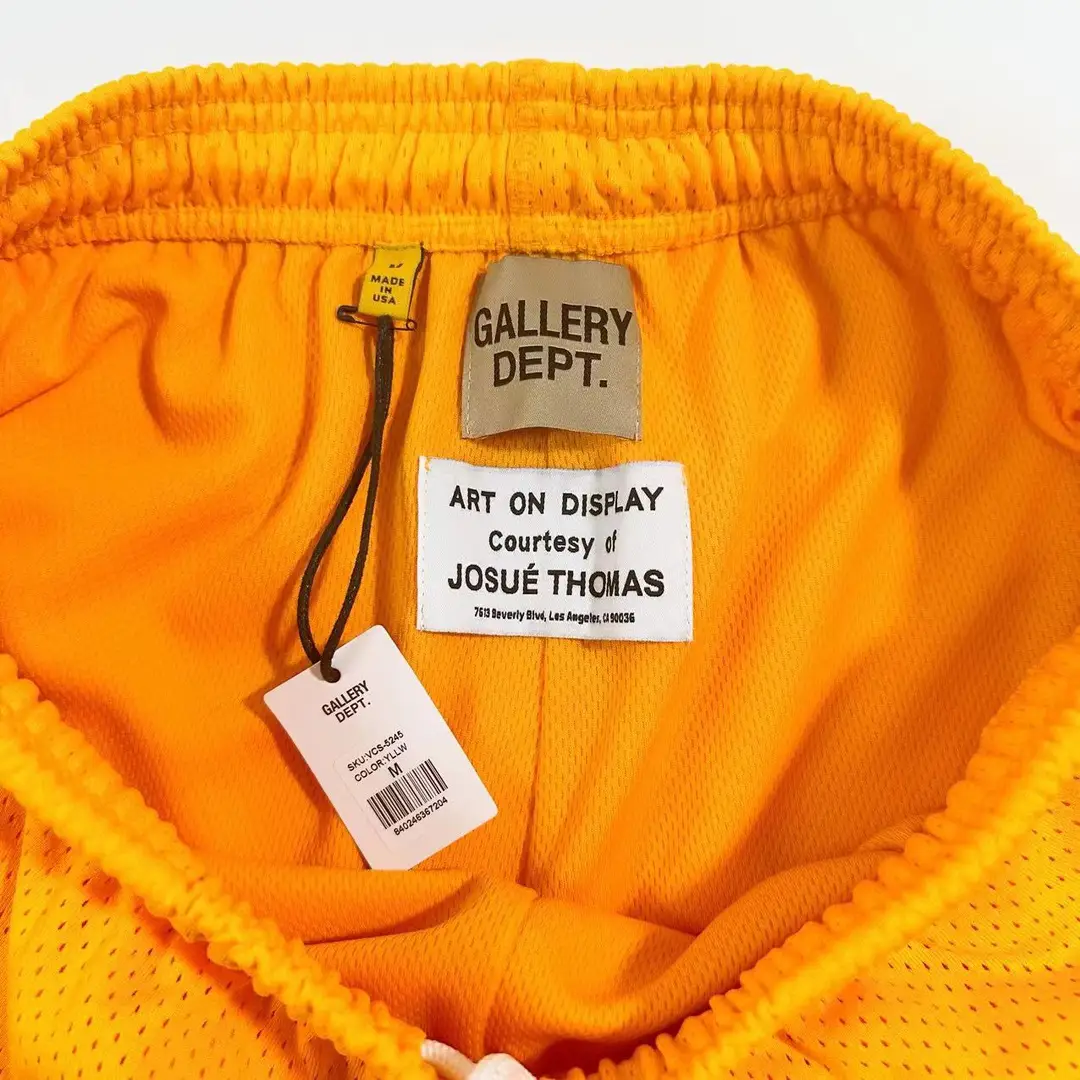 MADE
IN
USA
GALLERY
DEPT.
ART ON DISPLAY
Courtesy of
JOSUÉ THOMAS
7613 Beverly Blvd, Los Angeles, CA 90036
GALLERY
DEPT.
SKU:VCS-5245
COLOR:YLLW
M
840246367204